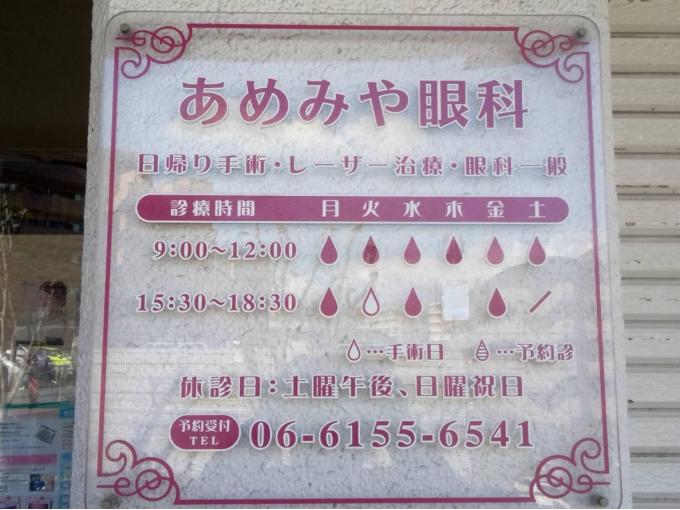 あめみや眼科
日帰り手術・レーザー治療・眼科一般
診療時間 月 火 水 木 金 土
9:00〜12:00
15:30〜18:30 /
…手術日 …予約診
休診日:土曜午後、日曜祝日
予約受付
TEL 06-6155-6541